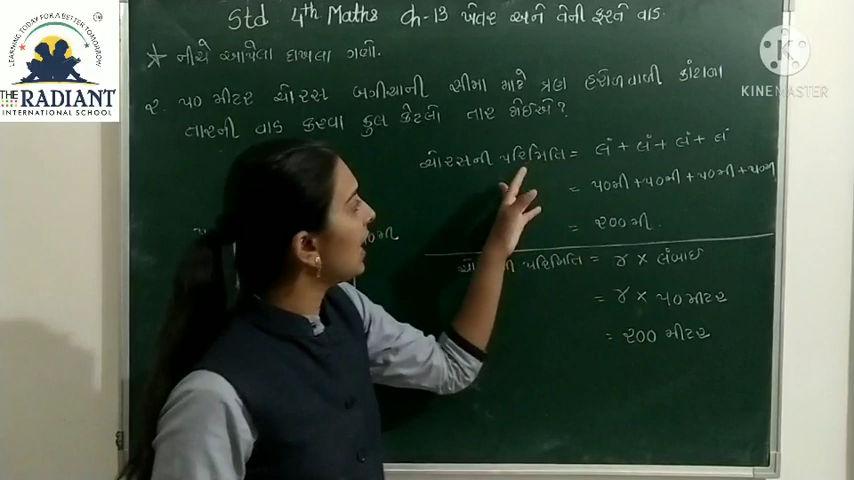 LEARNING TODAY FOR A BETTER TOMORROW
THE RADIANT
INTERNATIONAL SCHOOL
KINEMASTER
Std 4th Maths Ch-13 ખેતર અને તેની ફરતે વાડ.
★ નીચે આપેલા દાખલા ગણો.
૨. ૫૦ મીટર ચોરસ બગીચાની સીમા માટે ત્રણ હરોળવાળી કાંટાળા
તારની વાડ કરવા કુલ કેટલો તાર જોઈએ?
ચોરસની પરિમિતિ = લં + લં + લં + લં
= ૫૦મી + ૫૦મી + ૫૦મી + ૫૦મી
= ૨૦૦ મી.
પરિમિતિ = ૪ × લંબાઈ
= ૪ × ૫૦ મીટર
= ૨૦૦ મીટર